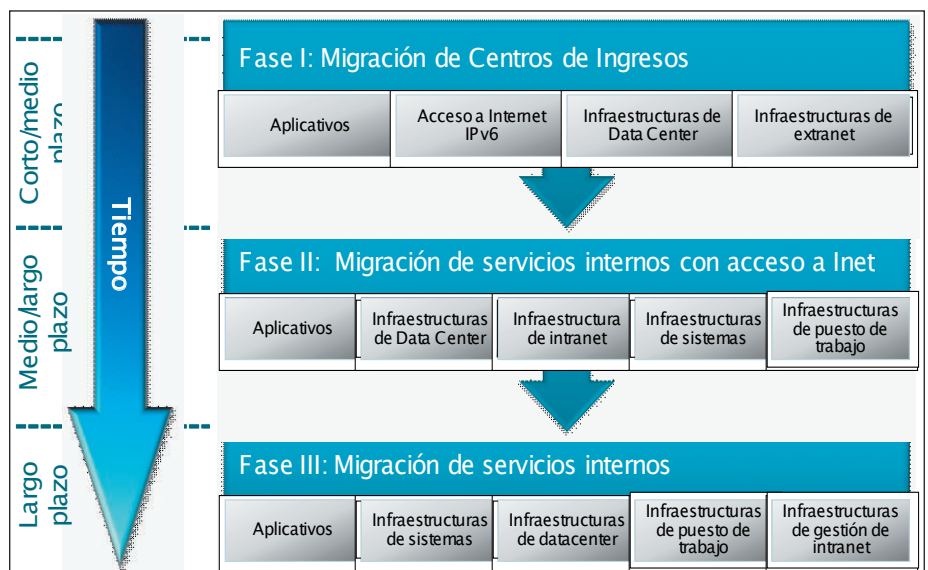 Corto/medio
plazo
Medio/largo
plazo
Largo
plazo
Tiempo
Fase I: Migración de Centros de Ingresos
Aplicativos
Acceso a Internet
IPv6
Infraestructuras de
Data Center
Infraestructuras de
extranet
Fase II: Migración de servicios internos con acceso a Inet
Aplicativos
Infraestructuras
de Data Center
Infraestructura
de intranet
Infraestructuras
de sistemas
Infraestructuras
de puesto de
trabajo
Fase III: Migración de servicios internos
Aplicativos
Infraestructuras
de sistemas
Infraestructuras
de datacenter
Infraestructuras
de puesto de
trabajo
Infraestructuras
de gestión de
intranet